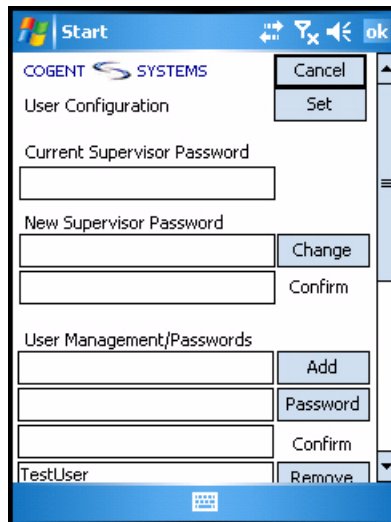 Start ok
COGENT SYSTEMS Cancel
User Configuration Set
Current Supervisor Password
New Supervisor Password
Change
Confirm
User Management/Passwords
Add
Password
Confirm
TestUser Remove